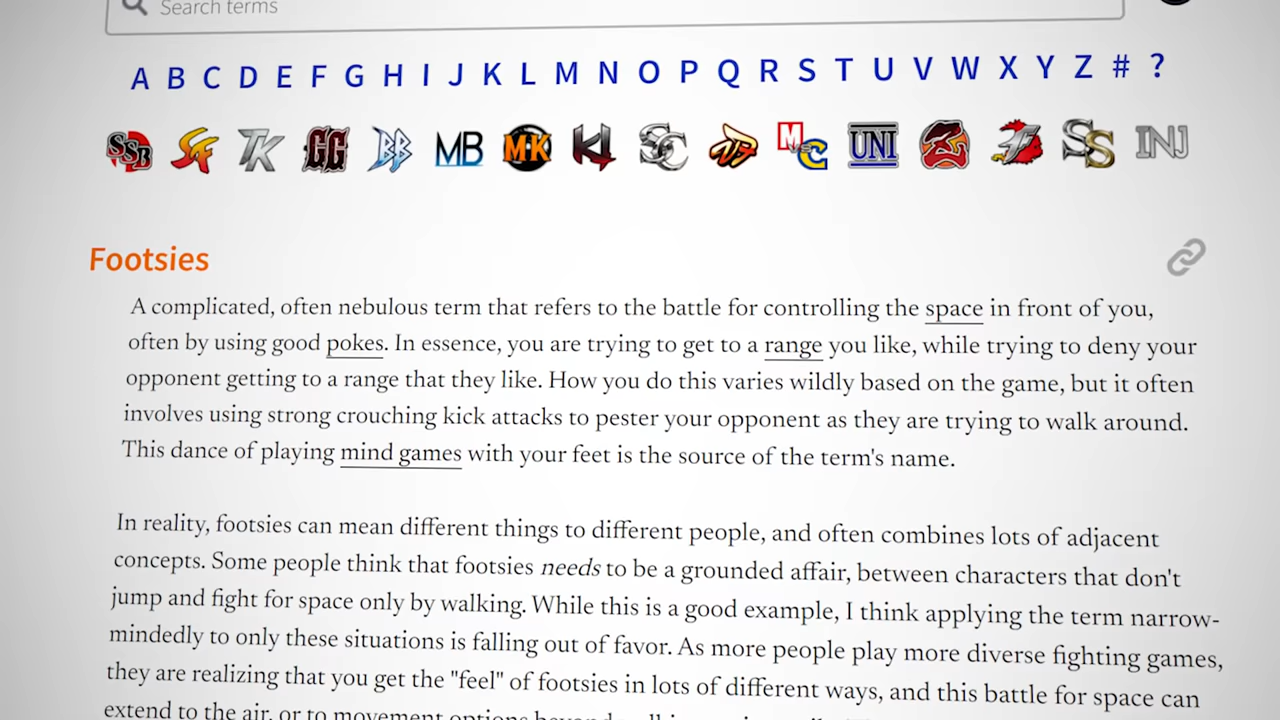 Search terms
A B C D E F G H I J K L M N O P Q R S T U V W X Y Z # ?
SSB SF TK GG BB MB MK KI SC VF M vs C UNI SS INJ
Footsies
A complicated, often nebulous term that refers to the battle for controlling the space in front of you,
often by using good pokes. In essence, you are trying to get to a range you like, while trying to deny your
opponent getting to a range that they like. How you do this varies wildly based on the game, but it often
involves using strong crouching kick attacks to pester your opponent as they are trying to walk around.
This dance of playing mind games with your feet is the source of the term's name.
In reality, footsies can mean different things to different people, and often combines lots of adjacent
concepts. Some people think that footsies needs to be a grounded affair, between characters that don't
jump and fight for space only by walking. While this is a good example, I think applying the term narrow-
mindedly to only these situations is falling out of favor. As more people play more diverse fighting games,
they are realizing that you get the "feel" of footsies in lots of different ways, and this battle for space can
extend to the air, or to movement options